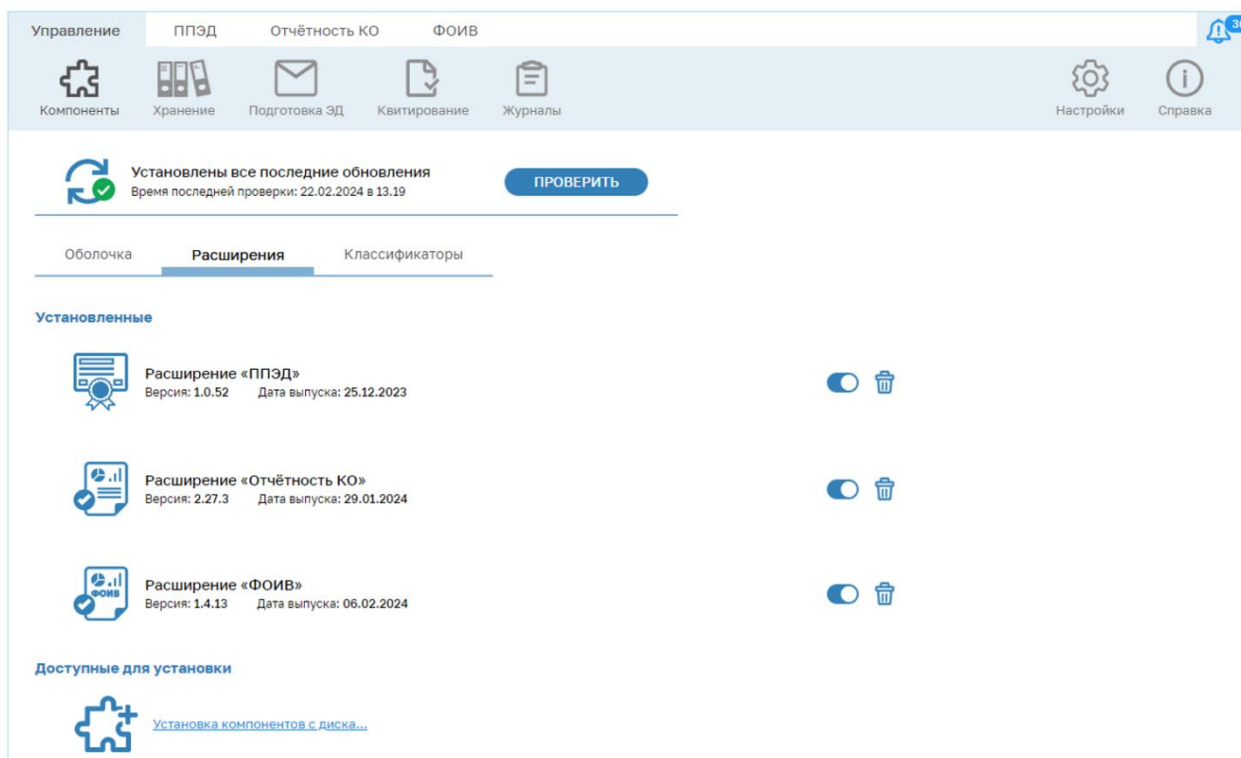 Управление ППЭД Отчётность КО ФОИВ
Компоненты Хранение Подготовка ЭД Квитирование Журналы Настройки Справка
Установлены все последние обновления
Время последней проверки: 22.02.2024 в 13.19
ПРОВЕРИТЬ
Оболочка Расширения Классификаторы
Установленные
Расширение «ППЭД»
Версия: 1.0.52 Дата выпуска: 25.12.2023
Расширение «Отчётность КО»
Версия: 2.27.3 Дата выпуска: 29.01.2024
ФОИВ
Расширение «ФОИВ»
Версия: 1.4.13 Дата выпуска: 06.02.2024
Доступные для установки
Установка компонентов с диска...